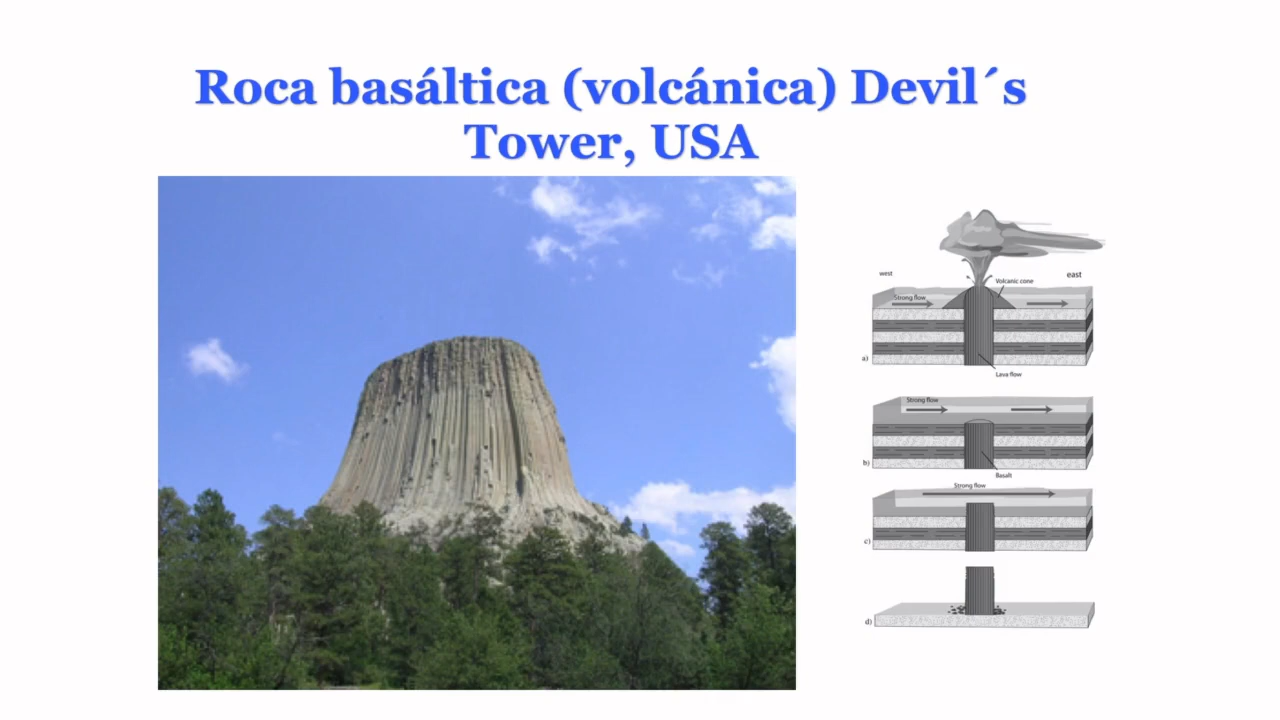 Roca basáltica (volcánica) Devil´s
Tower, USA
west
east
Volcanic cone
Strong flow
a)
Lava flow
Strong flow
b)
Basalt
Strong flow
c)
d)